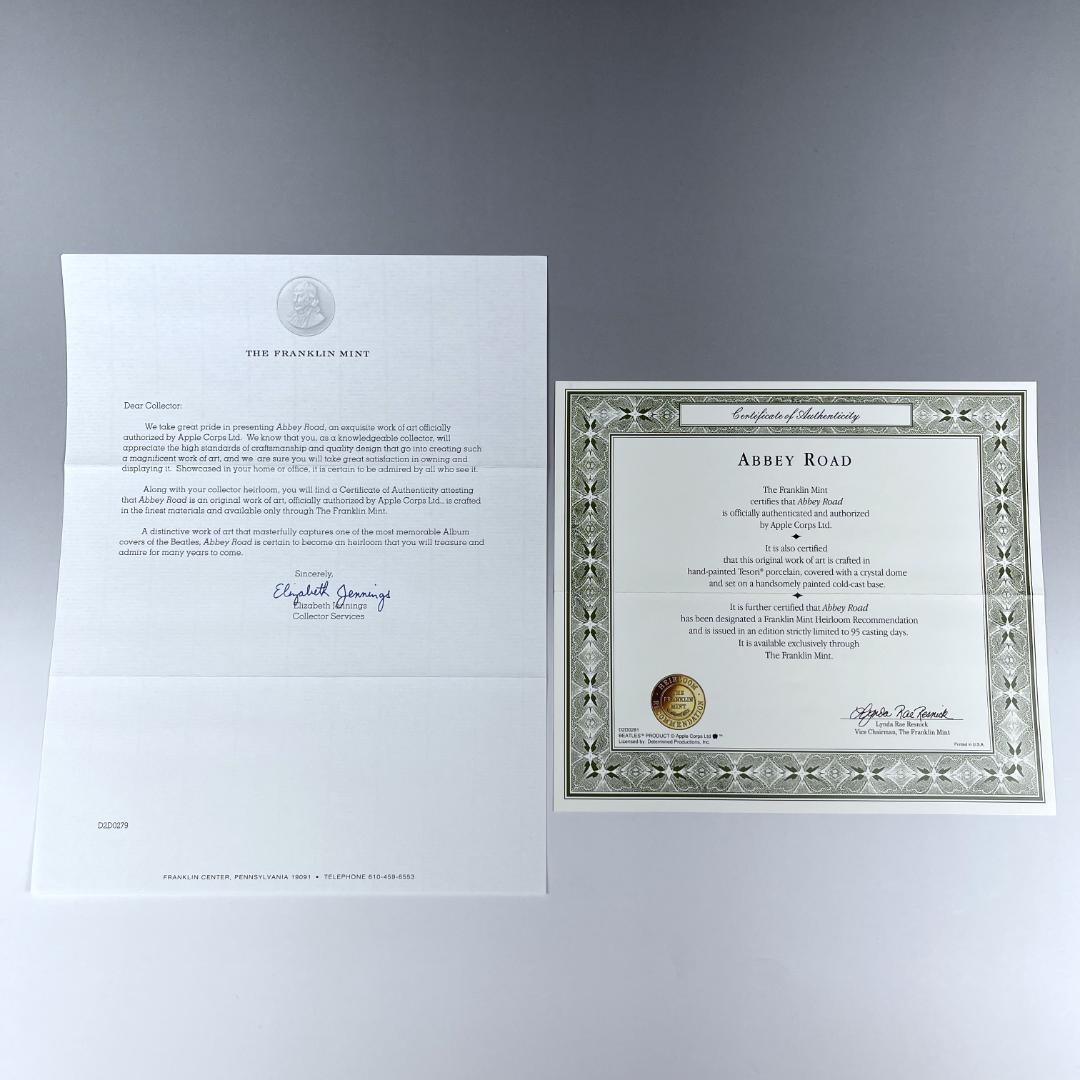 THE FRANKLIN MINT
Dear Collector:
We take great pride in presenting Abbey Road, an exquisite work of art officially
authorized by Apple Corps Ltd. We know that you, as a knowledgeable collector, will
appreciate the high standards of craftsmanship and quality design that go into creating such
a magnificent work of art, and we are sure you will take great satisfaction in owning and
displaying it. Showcased in your home or office, it is certain to be admired by all who see it.
Along with your collector heirloom, you will find a Certificate of Authenticity attesting
that Abbey Road is an original work of art, officially authorized by Apple Corps Ltd., is crafted
in the finest materials and available only through The Franklin Mint.
A distinctive work of art that masterfully captures one of the most memorable Album
covers of the Beatles, Abbey Road is certain to become an heirloom that you will treasure and
admire for many years to come.
Sincerely,
Elizabeth Jennings
Elizabeth Jennings
Collector Services
D2D0279
FRANKLIN CENTER, PENNSYLVANIA 19091 • TELEPHONE 610-459-6553
Certificate of Authenticity
ABBEY ROAD
The Franklin Mint
certifies that Abbey Road
is officially authenticated and authorized
by Apple Corps Ltd.
It is also certified
that this original work of art is crafted in
hand-painted Tesori® porcelain, covered with a crystal dome
and set on a handsomely painted cold-cast base.
It is further certified that Abbey Road
has been designated a Franklin Mint Heirloom Recommendation
and is issued in an edition strictly limited to 95 casting days.
It is available exclusively through
The Franklin Mint.
HEIRLOOM
THE
FRANKLIN
MINT
RECOMMENDATION
Lynda Rae Resnick
Lynda Rae Resnick
Vice Chairman, The Franklin Mint
D2D0281
BEATLES™ PRODUCT © Apple Corps Ltd ™
Licensed by: Determined Productions, Inc.
Printed in U.S.A.